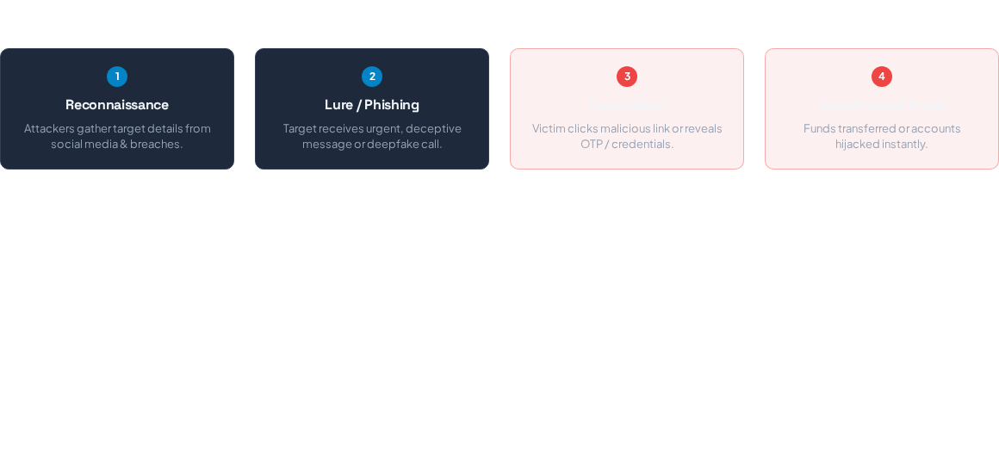 1
Reconnaissance
Attackers gather target details from
social media & breaches.
2
Lure / Phishing
Target receives urgent, deceptive
message or deepfake call.
3
Victim clicks malicious link or reveals
OTP / credentials.
4
Funds transferred or accounts
hijacked instantly.